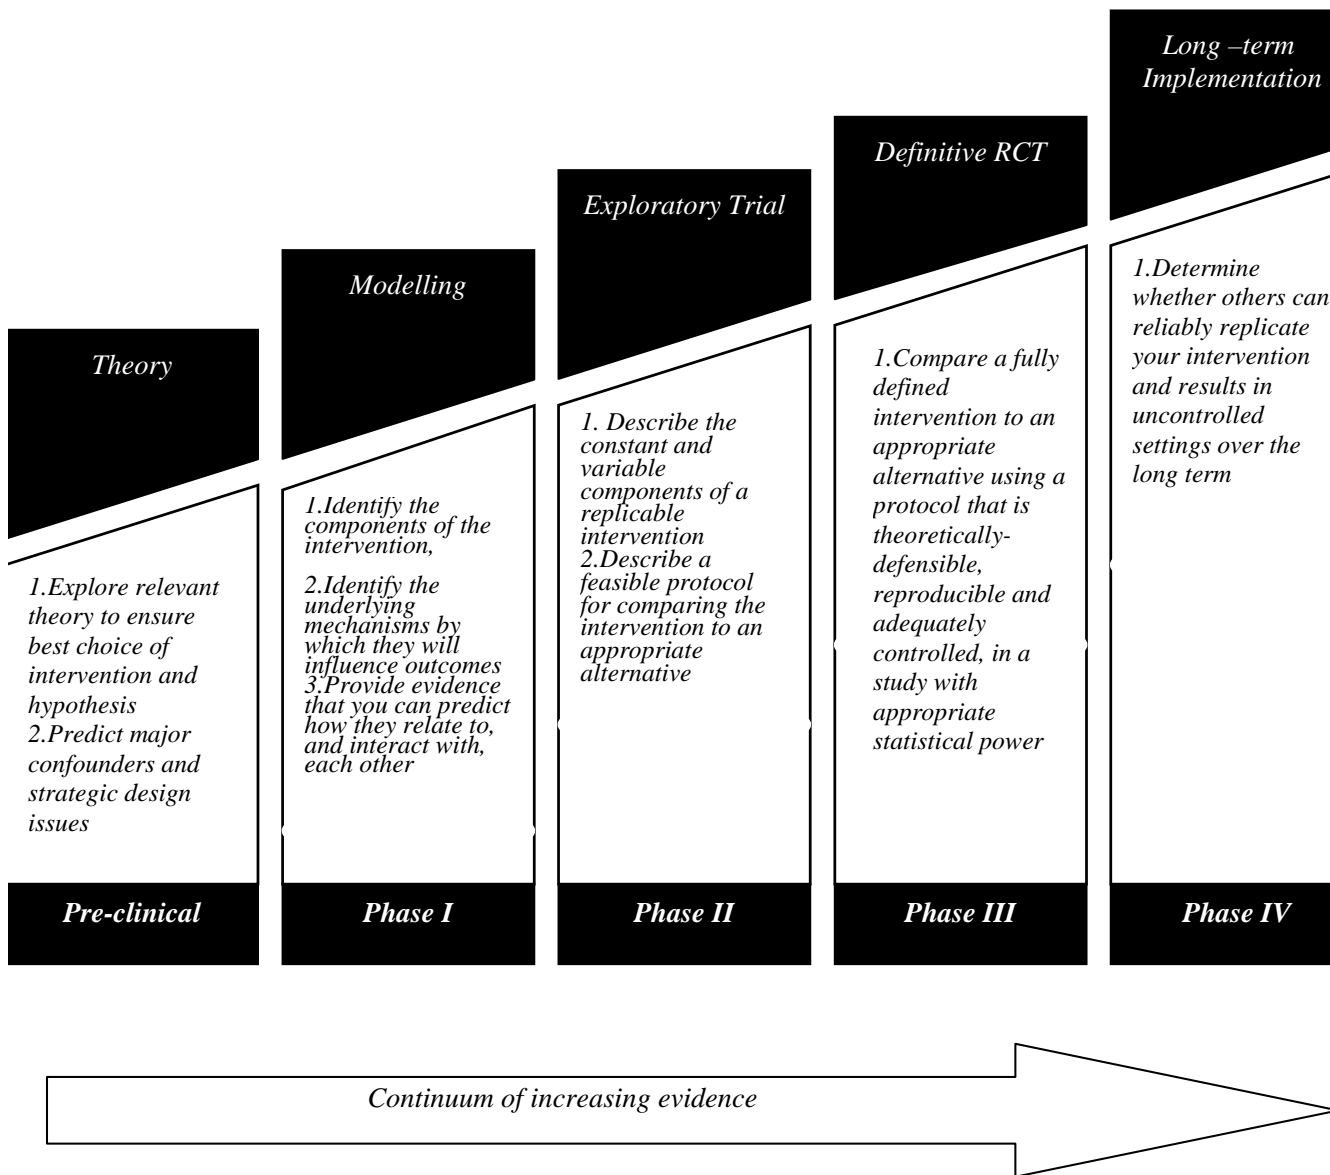 Theory
1.Explore relevant
theory to ensure
best choice of
intervention and
hypothesis
2.Predict major
confounders and
strategic design
issues
Pre-clinical
Modelling
1.Identify the
components of the
intervention,
2.Identify the
underlying
mechanisms by
which they will
influence outcomes
3.Provide evidence
that you can predict
how they relate to,
and interact with,
each other
Phase I
Exploratory Trial
1. Describe the
constant and
variable
components of a
replicable
intervention
2.Describe a
feasible protocol
for comparing the
intervention to an
appropriate
alternative
Phase II
Definitive RCT
1.Compare a fully
defined
intervention to an
appropriate
alternative using a
protocol that is
theoretically-
defensible,
reproducible and
adequately
controlled, in a
study with
appropriate
statistical power
Phase III
Long –term
Implementation
1.Determine
whether others can
reliably replicate
your intervention
and results in
uncontrolled
settings over the
long term
Phase IV
Continuum of increasing evidence